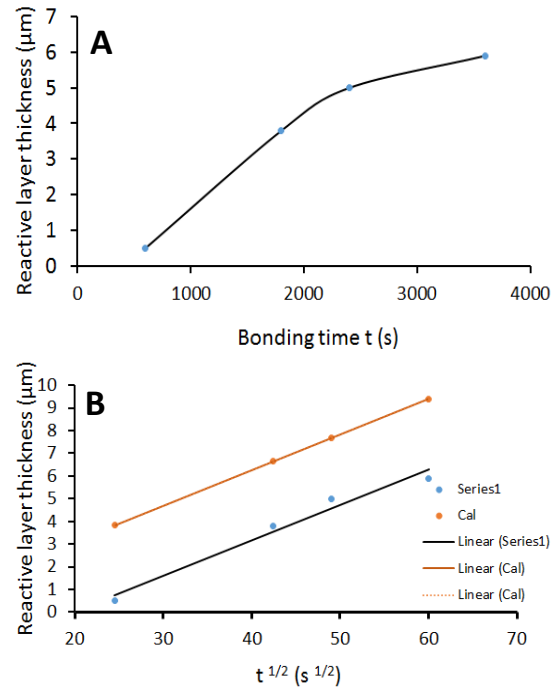 A
Reactive layer thickness (µm)
7
6
5
4
3
2
1
0
0 1000 2000 3000 4000
Bonding time t (s)
B
Reactive layer thickness (µm)
10
9
8
7
6
5
4
3
2
1
0
Series1
Cal
Linear (Series1)
Linear (Cal)
Linear (Cal)
20 30 40 50 60 70
t 1/2 (s 1/2)